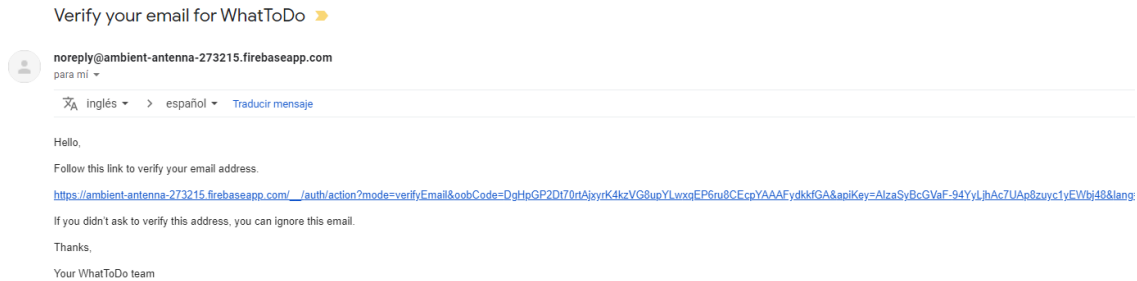 Verify your email for WhatToDo
noreply@ambient-antenna-273215.firebaseapp.com
para mí
inglés > español Traducir mensaje
Hello,
Follow this link to verify your email address.
https://ambient-antenna-273215.firebaseapp.com/__/auth/action?mode=verifyEmail&oobCode=DgHpGP2Dt70rtAjxyrK4kzVG8upYLwxqEP6ru8CEcpYAAAFydkkfGA&apiKey=AIzaSyBcGVaF-94YyLjhAc7UAp8zuyc1yEWbj48&lang=
If you didn't ask to verify this address, you can ignore this email.
Thanks,
Your WhatToDo team